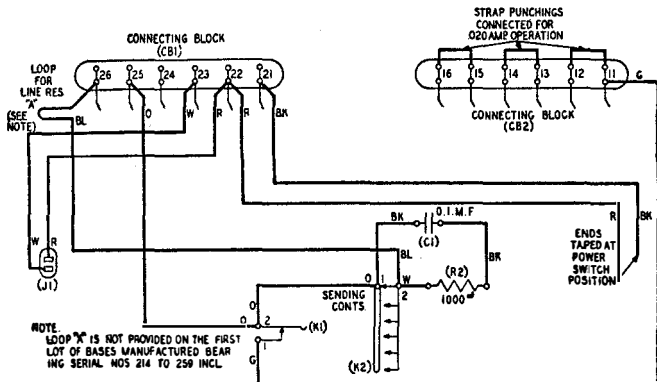 STRAP PUNCHINGS
CONNECTED FOR
.020 AMP OPERATION
CONNECTING BLOCK
(CB1)
LOOP
FOR
LINE RES.
"A"
(SEE
NOTE)
26 25 24 23 22 21
16 15 14 13 12 11
G
BL O W R R BK
CONNECTING BLOCK
(CB2)
W R
(J1)
BK 0.1. M.F
(C1)
BK
BL
R BK
ENDS
TAPED AT
POWER
SWITCH
POSITION
O 1 W
2
(R2)
1000ω
SENDING
CONTS.
O
O 2
(K1)
1
G
(K2)
NOTE.
LOOP "A" IS NOT PROVIDED ON THE FIRST
LOT OF BASES MANUFACTURED BEAR
ING SERIAL NOS 214 TO 259 INCL